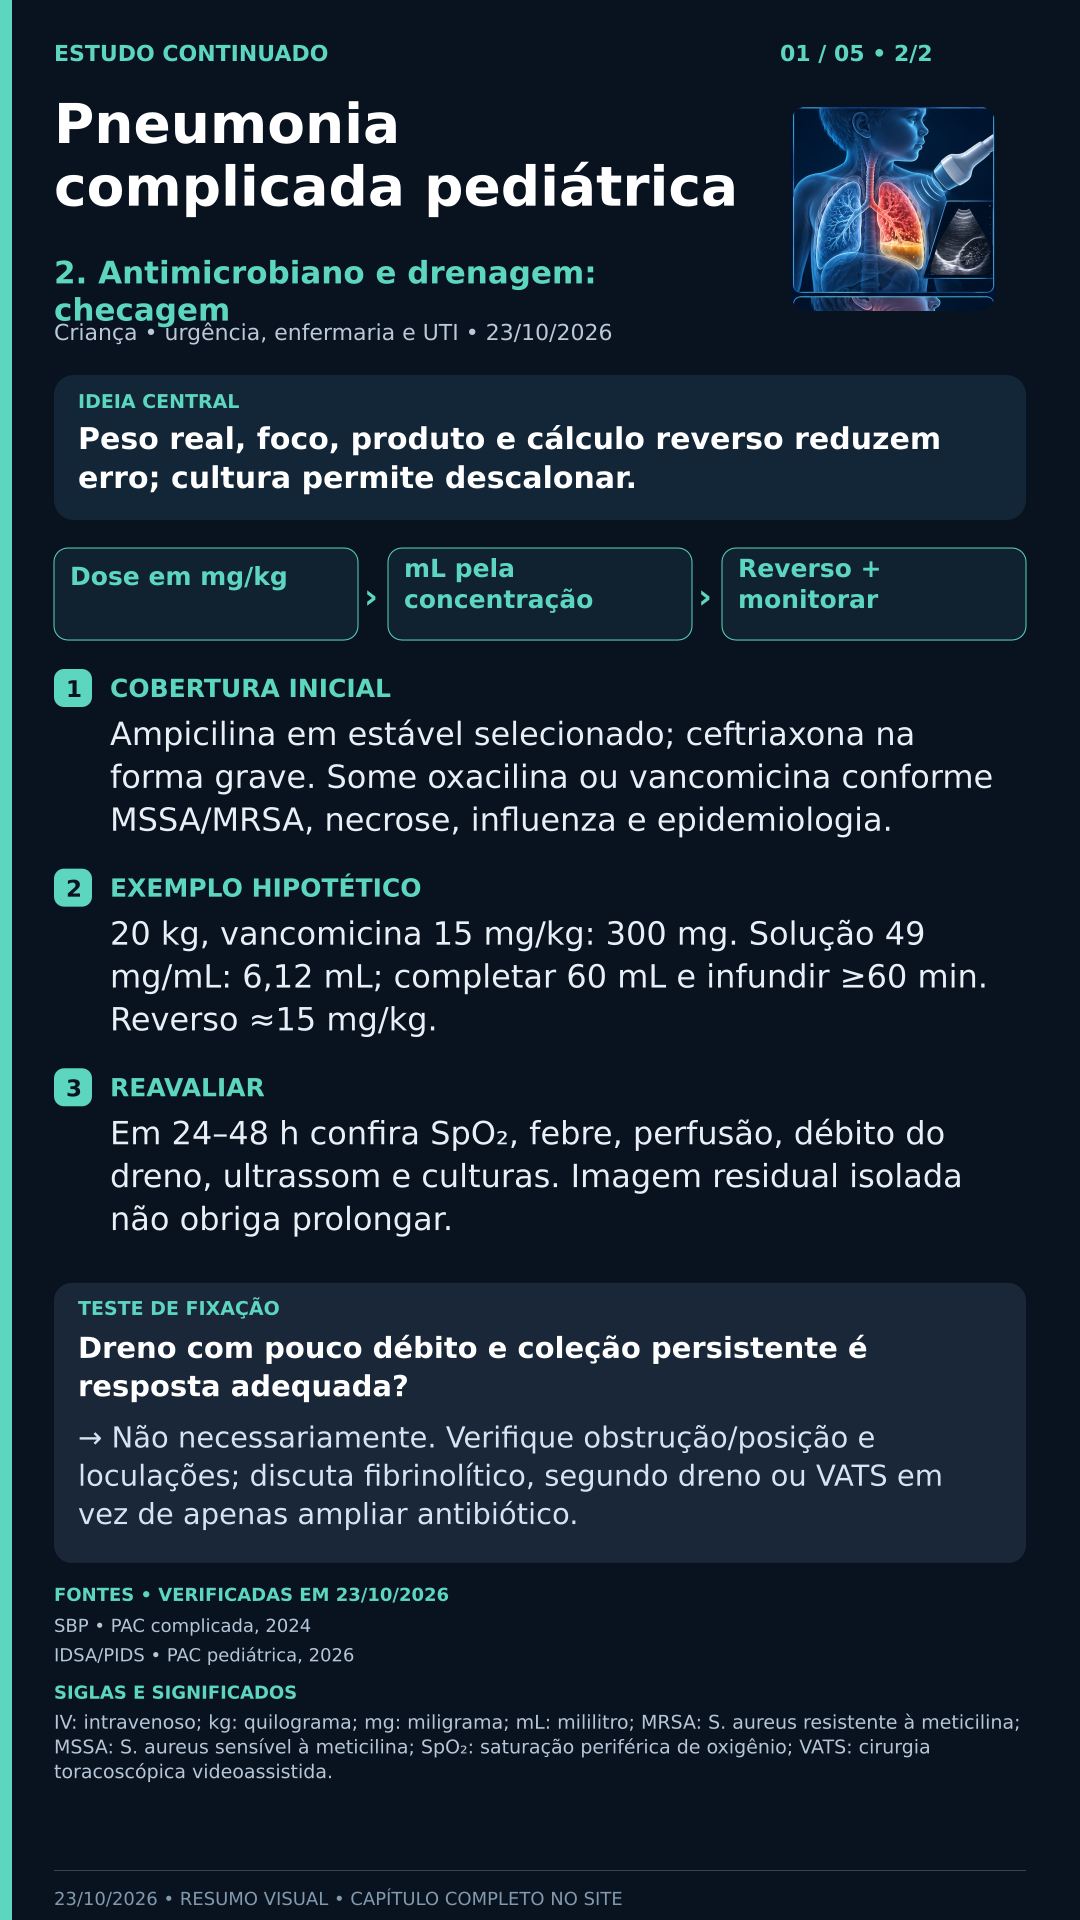 ESTUDO CONTINUADO
01 / 05 • 2/2
Pneumonia
complicada pediátrica
2. Antimicrobiano e drenagem:
checagem
Criança • urgência, enfermaria e UTI • 23/10/2026
IDEIA CENTRAL
Peso real, foco, produto e cálculo reverso reduzem
erro; cultura permite descalonar.
Dose em mg/kg
›
mL pela
concentração
›
Reverso +
monitorar
1 COBERTURA INICIAL
Ampicilina em estável selecionado; ceftriaxona na
forma grave. Some oxacilina ou vancomicina conforme
MSSA/MRSA, necrose, influenza e epidemiologia.
2 EXEMPLO HIPOTÉTICO
20 kg, vancomicina 15 mg/kg: 300 mg. Solução 49
mg/mL: 6,12 mL; completar 60 mL e infundir ≥60 min.
Reverso ≈15 mg/kg.
3 REAVALIAR
Em 24–48 h confira SpO₂, febre, perfusão, débito do
dreno, ultrassom e culturas. Imagem residual isolada
não obriga prolongar.
TESTE DE FIXAÇÃO
Dreno com pouco débito e coleção persistente é
resposta adequada?
→ Não necessariamente. Verifique obstrução/posição e
loculações; discuta fibrinolítico, segundo dreno ou VATS em
vez de apenas ampliar antibiótico.
FONTES • VERIFICADAS EM 23/10/2026
SBP • PAC complicada, 2024
IDSA/PIDS • PAC pediátrica, 2026
SIGLAS E SIGNIFICADOS
IV: intravenoso; kg: quilograma; mg: miligrama; mL: mililitro; MRSA: S. aureus resistente à meticilina;
MSSA: S. aureus sensível à meticilina; SpO₂: saturação periférica de oxigênio; VATS: cirurgia
toracoscópica videoassistida.
23/10/2026 • RESUMO VISUAL • CAPÍTULO COMPLETO NO SITE